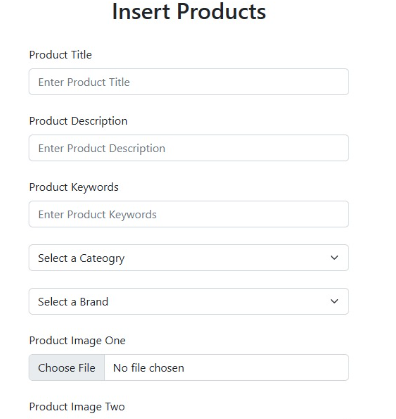 Insert Products
Product Title
Enter Product Title
Product Description
Enter Product Description
Product Keywords
Enter Product Keywords
Select a Cateogry
Select a Brand
Product Image One
Choose File No file chosen
Product Image Two